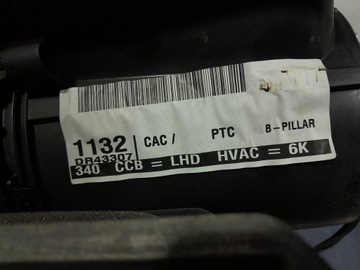 1132 CAC/ PTC B-PILLAR
DR43307
340 CCB = LHD HVAC = 6K